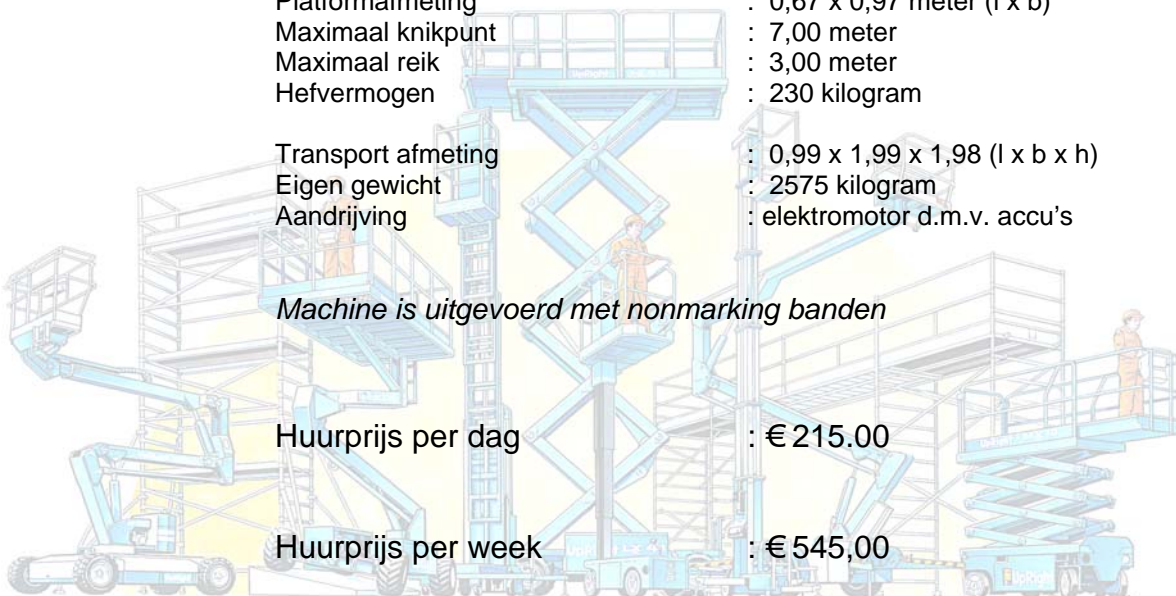 Platformafmeting : 0,67 x 0,97 meter (l x b)
Maximaal knikpunt : 7,00 meter
Maximaal reik : 3,00 meter
Hefvermogen : 230 kilogram
Transport afmeting : 0,99 x 1,99 x 1,98 (l x b x h)
Eigen gewicht : 2575 kilogram
Aandrijving : elektromotor d.m.v. accu's
Machine is uitgevoerd met nonmarking banden
Huurprijs per dag : € 215.00
Huurprijs per week : € 545,00
UpRight
UpRight